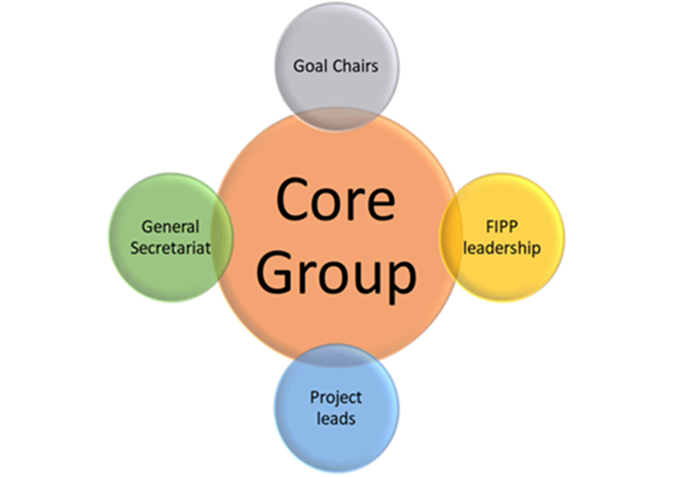 Goal Chairs
Core
Group
General
Secretariat
FIPP
leadership
Project
leads